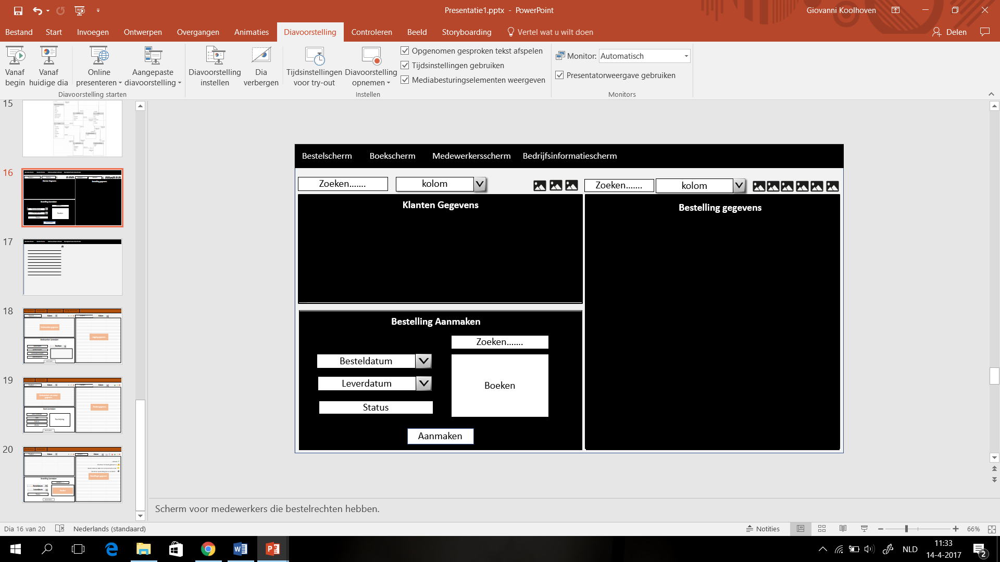 Presentatie1.pptx - PowerPoint
Giovanni Koolhoven
Bestand Start Invoegen Ontwerpen Overgangen Animaties Diavoorstelling Controleren Beeld Storyboarding Vertel wat u wilt doen Delen
Vanaf begin
Vanaf huidige dia
Online presenteren
Aangepaste diavoorstelling
Diavoorstelling starten
Diavoorstelling instellen
Dia verbergen
Tijdsinstellingen voor try-out
Diavoorstelling opnemen
Opgenomen gesproken tekst afspelen
Tijdsinstellingen gebruiken
Mediabesturingselementen weergeven
Instellen
Monitor: Automatisch
Presentatorweergave gebruiken
Monitors
15
16
17
18
19
20
Bestelscherm Boekscherm Medewerkersscherm Bedrijfsinformatiescherm
Zoeken....... kolom Zoeken....... kolom
Klanten Gegevens
Bestelling gegevens
Bestelling Aanmaken
Zoeken.......
Besteldatum
Leverdatum
Boeken
Status
Aanmaken
Scherm voor medewerkers die bestelrechten hebben.
Dia 16 van 20 Nederlands (standaard) Notities 66%
NLD
11:33
14-4-2017
2